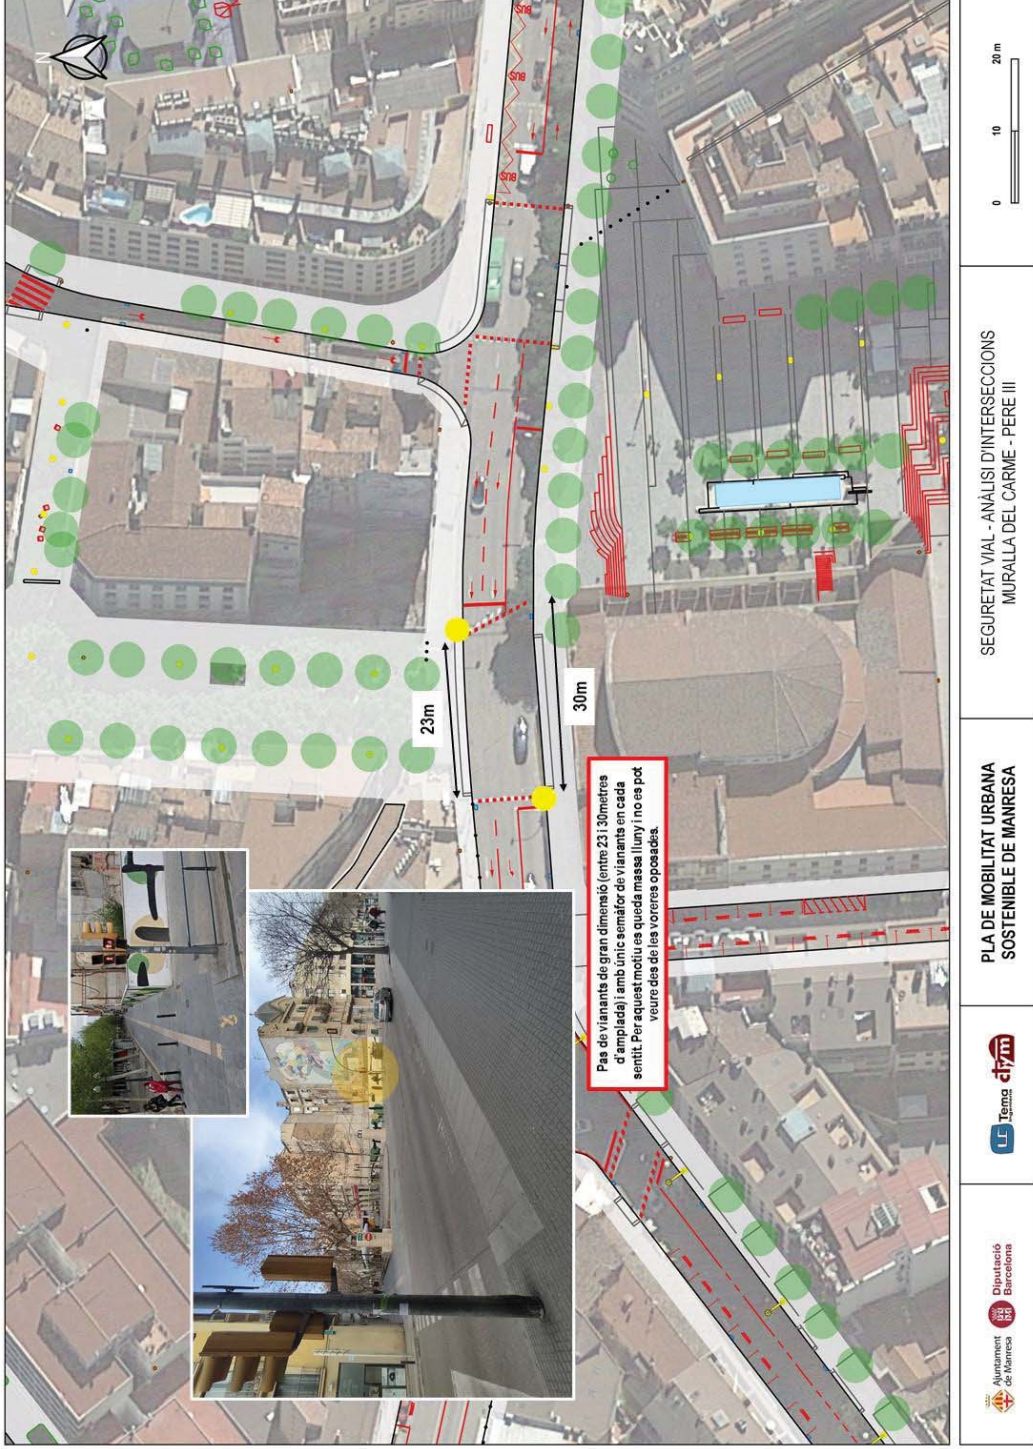 N
BUS
BUS
BUS
23m
30m
Pas de vianants de gran dimensió (entre 23 i 30metres
d'amplada) i amb únic semàfor de vianants en cada
sentit. Per aquest motiu es queda massa lluny i no es pot
veure des de les voreres oposades.
Ajuntament
de Manresa
Diputació
Barcelona
Tema
enginyeria
dym
PLA DE MOBILITAT URBANA
SOSTENIBLE DE MANRESA
SEGURETAT VIAL - ANÀLISI D'INTERSECCIONS
MURALLA DEL CARME - PERE III
0 10 20 m